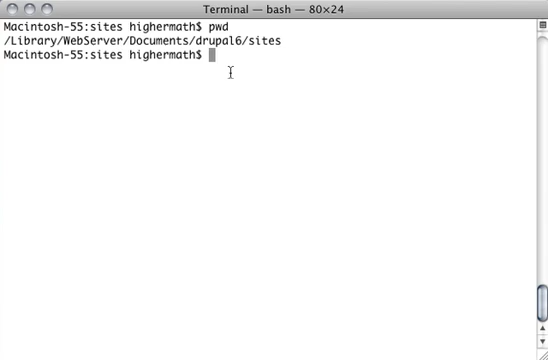 Terminal — bash — 80×24
Macintosh-55:sites highermath$ pwd
/Library/WebServer/Documents/drupal6/sites
Macintosh-55:sites highermath$